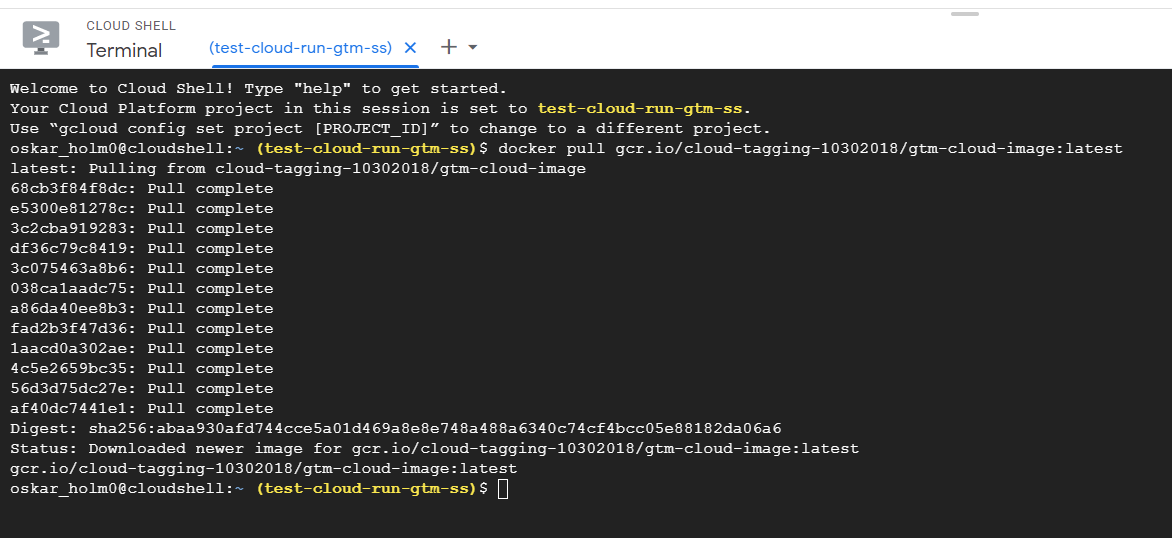 CLOUD SHELL
Terminal
(test-cloud-run-gtm-ss)
Welcome to Cloud Shell! Type "help" to get started.
Your Cloud Platform project in this session is set to test-cloud-run-gtm-ss.
Use “gcloud config set project [PROJECT_ID]” to change to a different project.
oskar_holm0@cloudshell:~ (test-cloud-run-gtm-ss)$ docker pull gcr.io/cloud-tagging-10302018/gtm-cloud-image:latest
latest: Pulling from cloud-tagging-10302018/gtm-cloud-image
68cb3f84f8dc: Pull complete
e5300e81278c: Pull complete
3c2cba919283: Pull complete
df36c79c8419: Pull complete
3c075463a8b6: Pull complete
038ca1aadc75: Pull complete
a86da40ee8b3: Pull complete
fad2b3f47d36: Pull complete
1aacd0a302ae: Pull complete
4c5e2659bc35: Pull complete
56d3d75dc27e: Pull complete
af40dc7441e1: Pull complete
Digest: sha256:abaa930afd744cce5a01d469a8e8e748a488a6340c74cf4bcc05e88182da06a6
Status: Downloaded newer image for gcr.io/cloud-tagging-10302018/gtm-cloud-image:latest
gcr.io/cloud-tagging-10302018/gtm-cloud-image:latest
oskar_holm0@cloudshell:~ (test-cloud-run-gtm-ss)$